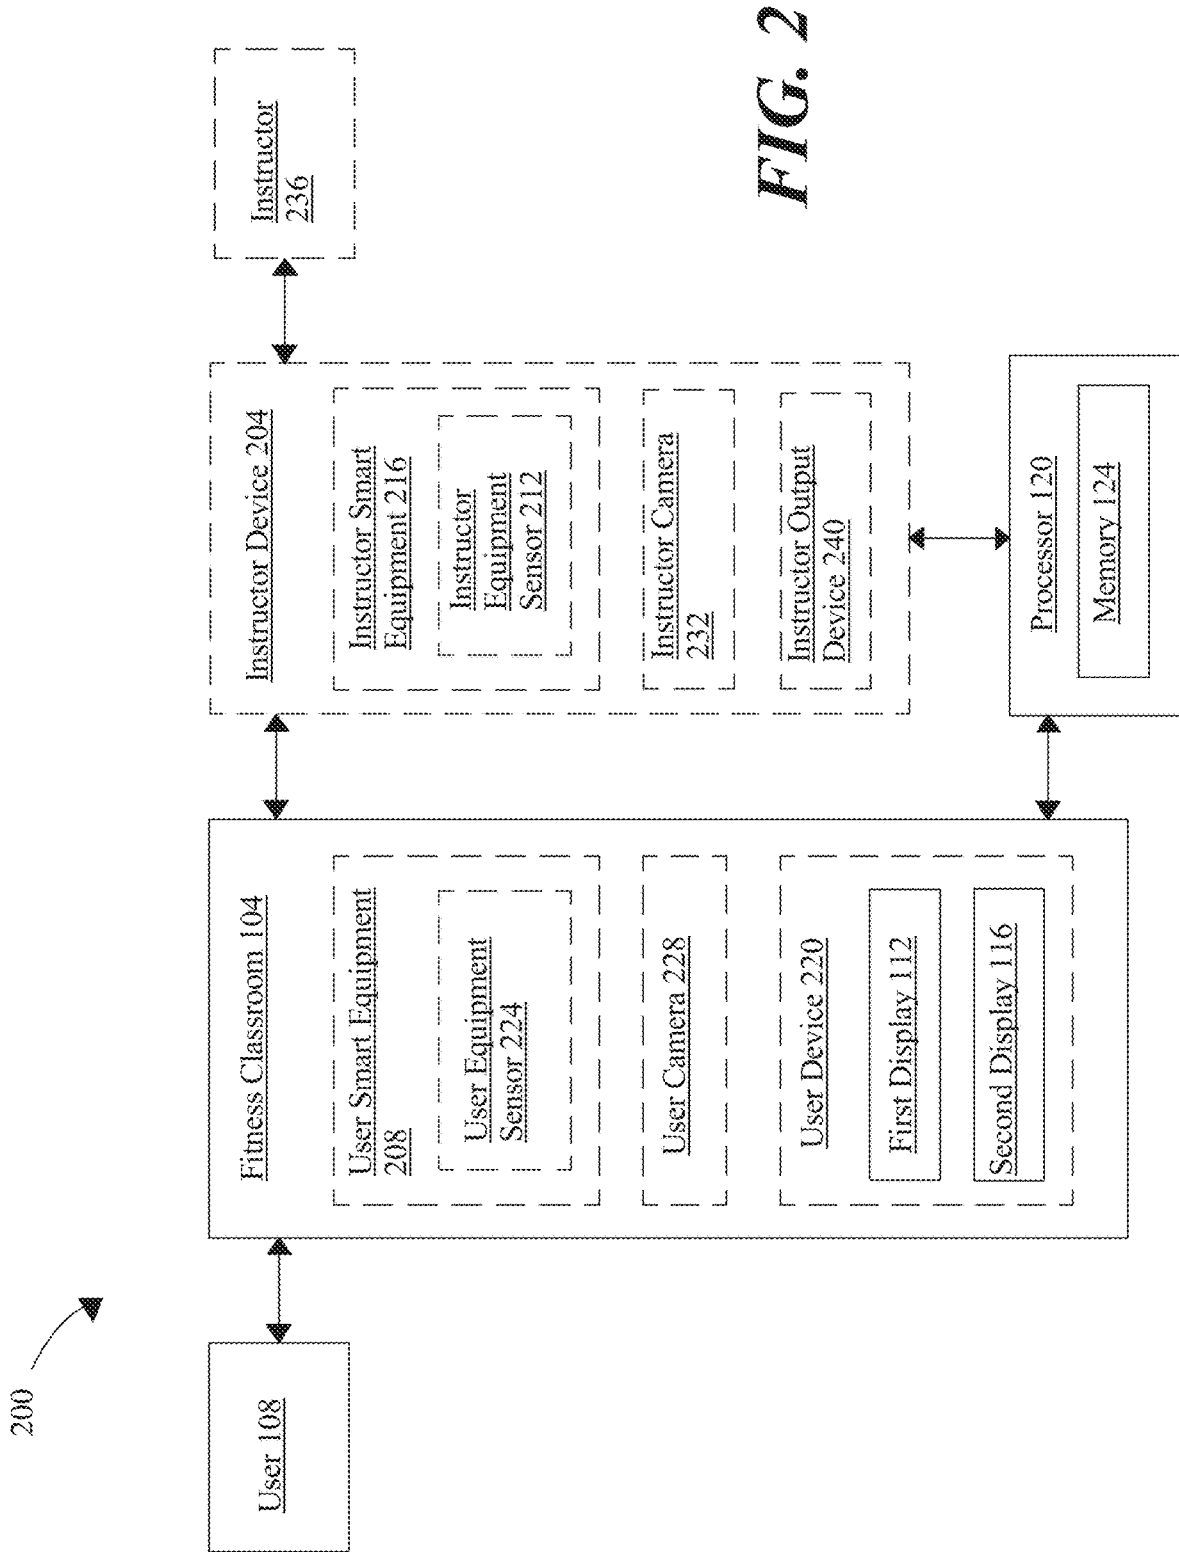 200
User 108
Fitness Classroom 104
User Smart Equipment
208
User Equipment
Sensor 224
User Camera 228
User Device 220
First Display 112
Second Display 116
Instructor Device 204
Instructor Smart
Equipment 216
Instructor
Equipment
Sensor 212
Instructor Camera
232
Instructor Output
Device 240
Processor 120
Memory 124
Instructor
236
FIG. 2